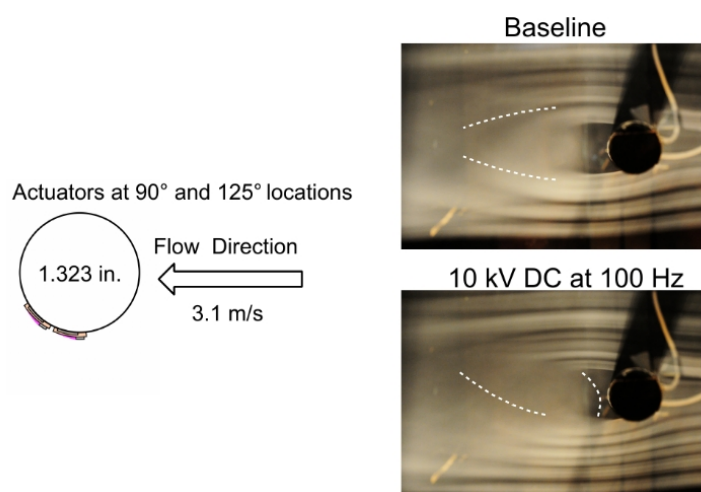 Baseline
Actuators at 90° and 125° locations
1.323 in.
Flow Direction
3.1 m/s
10 kV DC at 100 Hz